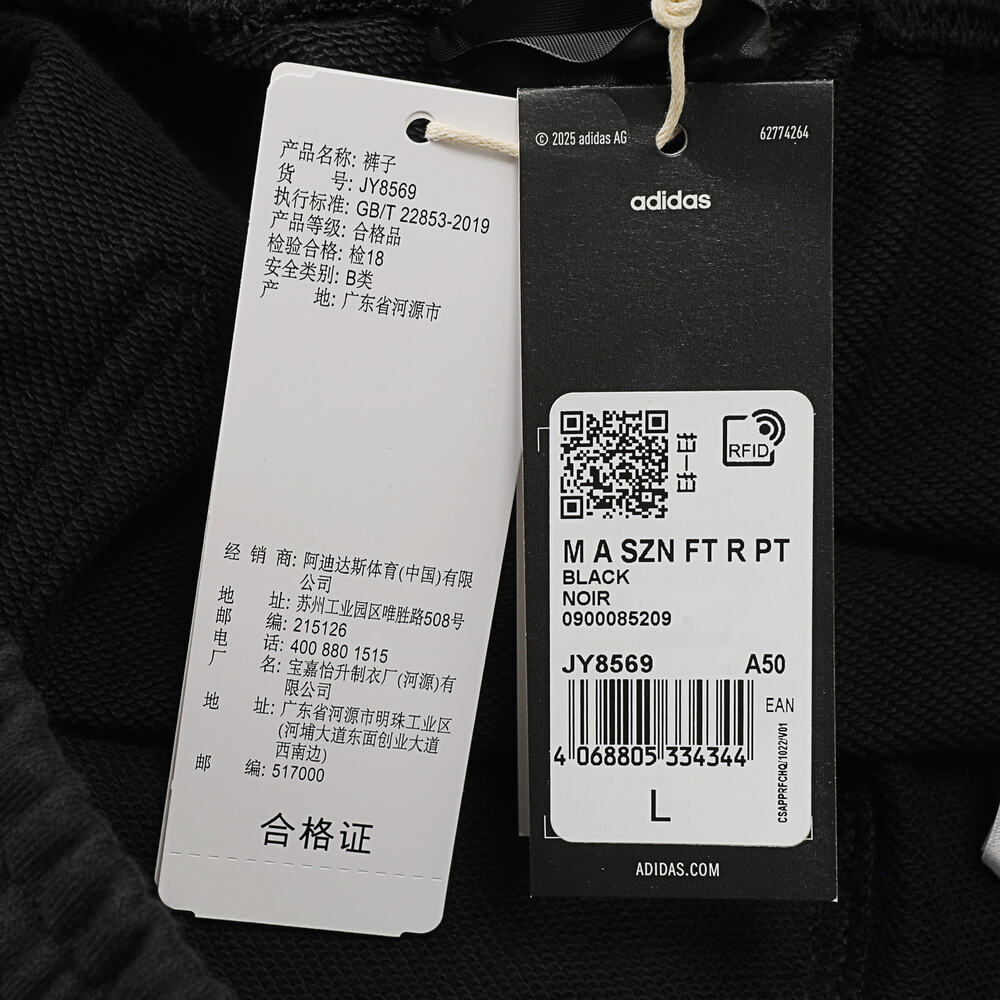 产品名称: 裤子
货 号: JY8569
执行标准: GB/T 22853-2019
产品等级: 合格品
检验合格: 检18
安全类别: B类
产 地: 广东省河源市
经 销 商: 阿迪达斯体育(中国)有限
公司
地 址: 苏州工业园区唯胜路508号
邮 编: 215126
电 话: 400 880 1515
厂 名: 宝嘉怡升制衣厂(河源)有
限公司
地 址: 广东省河源市明珠工业区
(河埔大道东面创业大道
西南边)
邮 编: 517000
合格证
© 2025 adidas AG
62774264
adidas
扫一扫
RFID
M A SZN FT R PT
BLACK
NOIR
0900085209
JY8569 A50
EAN
4 068805 334344
CSAPPRFCHQ/1022/V01
L
ADIDAS.COM